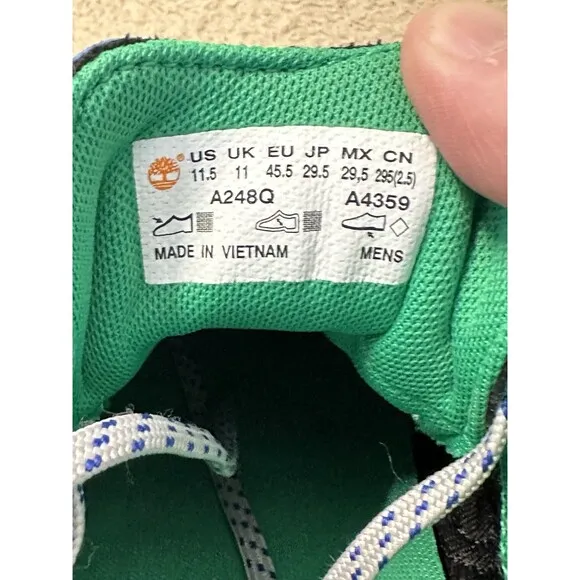 ® US UK EU JP MX CN
11.5 11 45.5 29.5 29,5 295(2.5)
A248Q A4359
MADE IN VIETNAM MENS